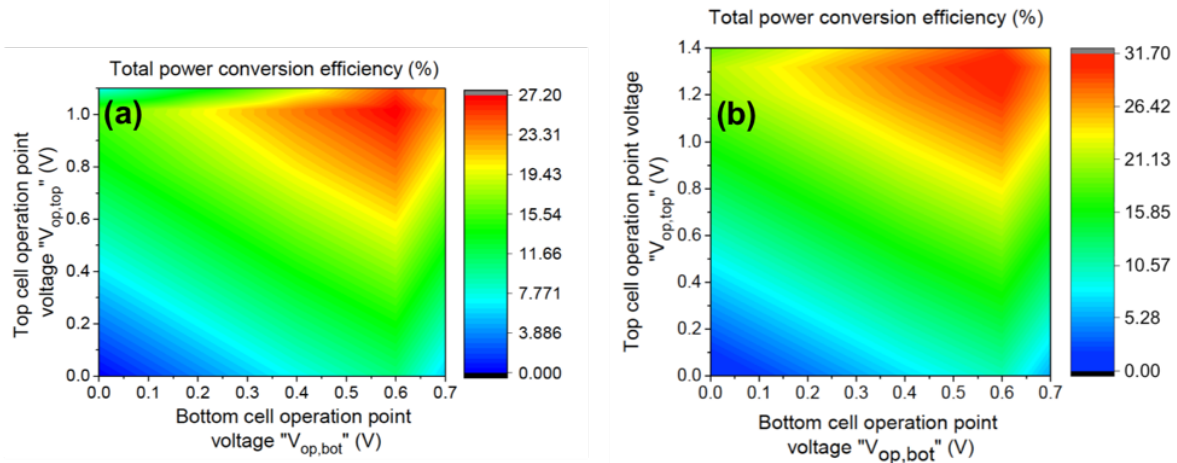 Total power conversion efficiency (%)
(a)
Top cell operation point
voltage "Vop,top" (V)
1.0
0.8
0.6
0.4
0.2
0.0
0.0 0.1 0.2 0.3 0.4 0.5 0.6 0.7
Bottom cell operation point
voltage "Vop,bot" (V)
27.20
23.31
19.43
15.54
11.66
7.771
3.886
0.000
Total power conversion efficiency (%)
(b)
Top cell operation point voltage
"Vop,top" (V)
1.4
1.2
1.0
0.8
0.6
0.4
0.2
0.0
0.0 0.1 0.2 0.3 0.4 0.5 0.6 0.7
Bottom cell operation point
voltage "Vop,bot" (V)
31.70
26.42
21.13
15.85
10.57
5.28
0.00